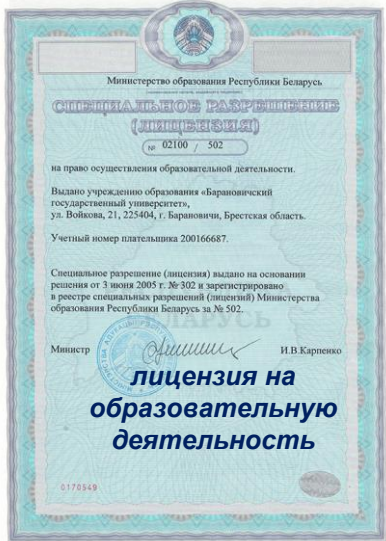 Министерство образования Республики Беларусь
СПЕЦИАЛЬНОЕ РАЗРЕШЕНИЕ
(ЛИЦЕНЗИЯ)
№ 02100 / 502
на право осуществления образовательной деятельности.
Выдано учреждению образования «Барановичский
государственный университет»,
ул. Войкова, 21, 225404, г. Барановичи, Брестская область.
Учетный номер плательщика 200166687.
Специальное разрешение (лицензия) выдано на основании
решения от 3 июня 2005 г. № 302 и зарегистрировано
в реестре специальных разрешений (лицензий) Министерства
образования Республики Беларусь за № 502.
БЕЛАРУСЬ
Министр И.В.Карпенко
лицензия на
образовательную
деятельность
0170949